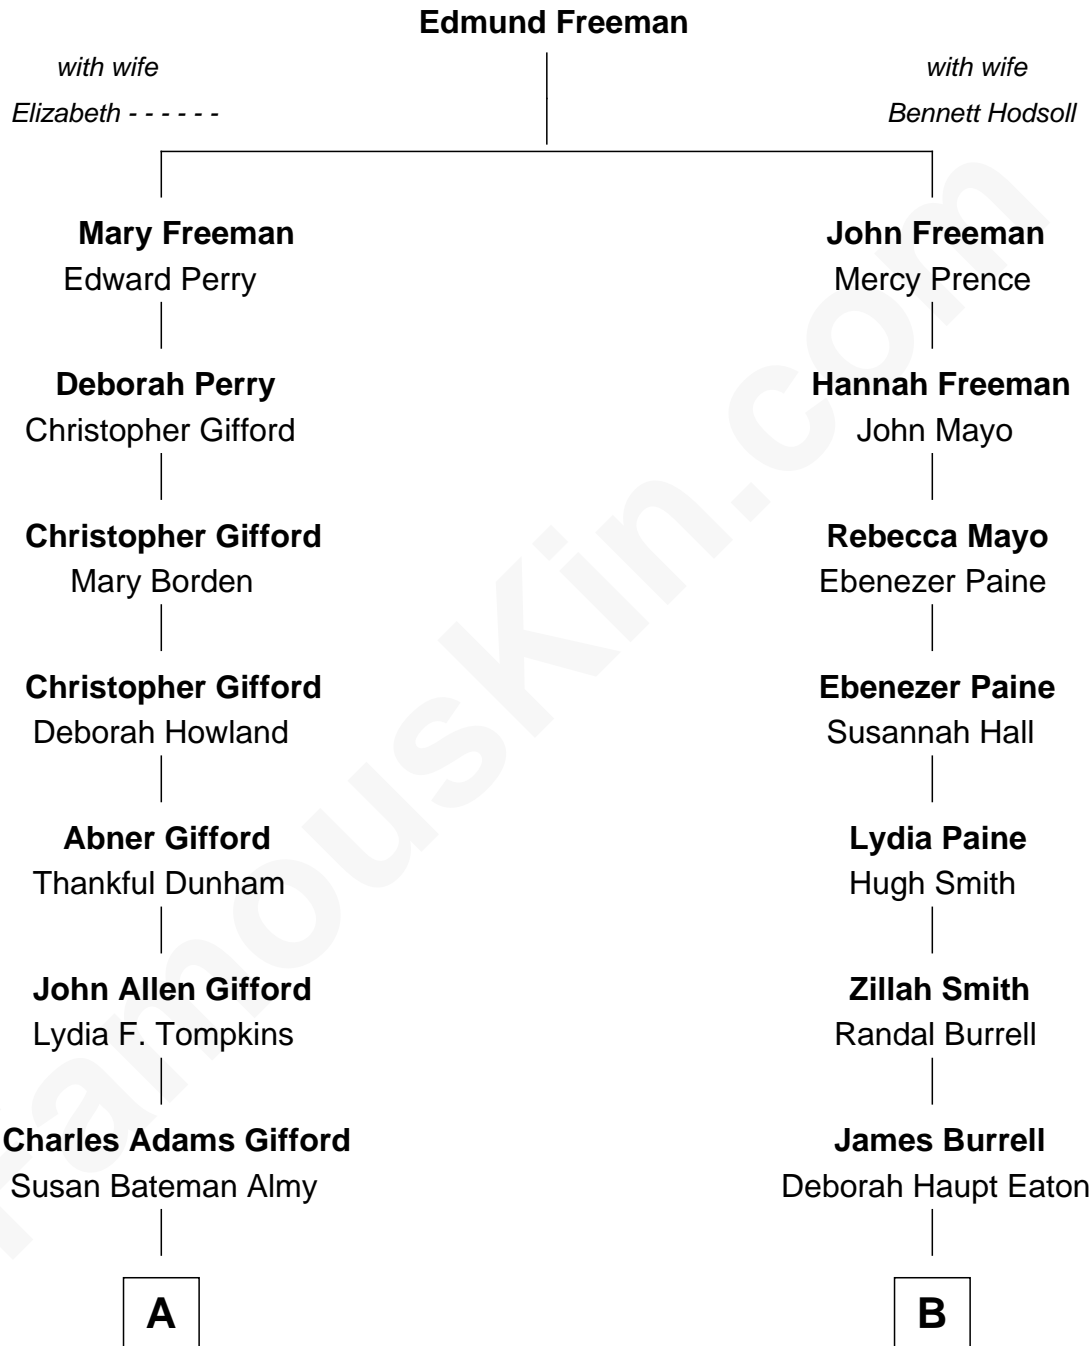 Edmund Freeman
with wife
Elizabeth - - - - - -
with wife
Bennett Hodsoll
Mary Freeman
Edward Perry
John Freeman
Mercy Prence
Deborah Perry
Christopher Gifford
Hannah Freeman
John Mayo
Christopher Gifford
Mary Borden
Rebecca Mayo
Ebenezer Paine
Christopher Gifford
Deborah Howland
Ebenezer Paine
Susannah Hall
Abner Gifford
Thankful Dunham
Lydia Paine
Hugh Smith
John Allen Gifford
Lydia F. Tompkins
Zillah Smith
Randal Burrell
Charles Adams Gifford
Susan Bateman Almy
James Burrell
Deborah Haupt Eaton
A
B
FamousKin.com